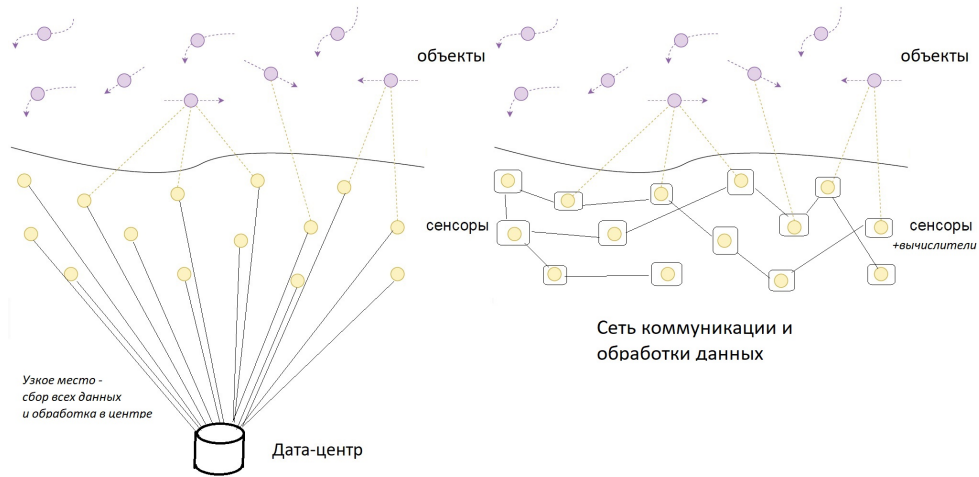 объекты
сенсоры
Узкое место -
сбор всех данных
и обработка в центре
Дата-центр
объекты
сенсоры
+вычислители
Сеть коммуникации и
обработки данных